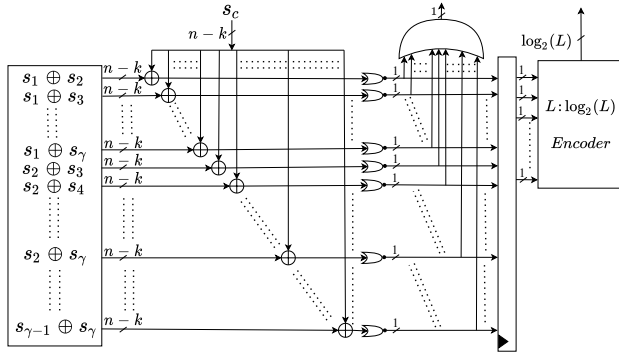 s_c
1
n − k
log₂(L)
s₁ ⊕ s₂ n − k 1 1
s₁ ⊕ s₃ n − k 1 1
L : log₂(L)
1
s₁ ⊕ s_γ n − k 1
Encoder
s₂ ⊕ s₃ n − k 1
s₂ ⊕ s₄ n − k 1 1
s₂ ⊕ s_γ n − k 1
s_{γ−1} ⊕ s_γ n − k 1